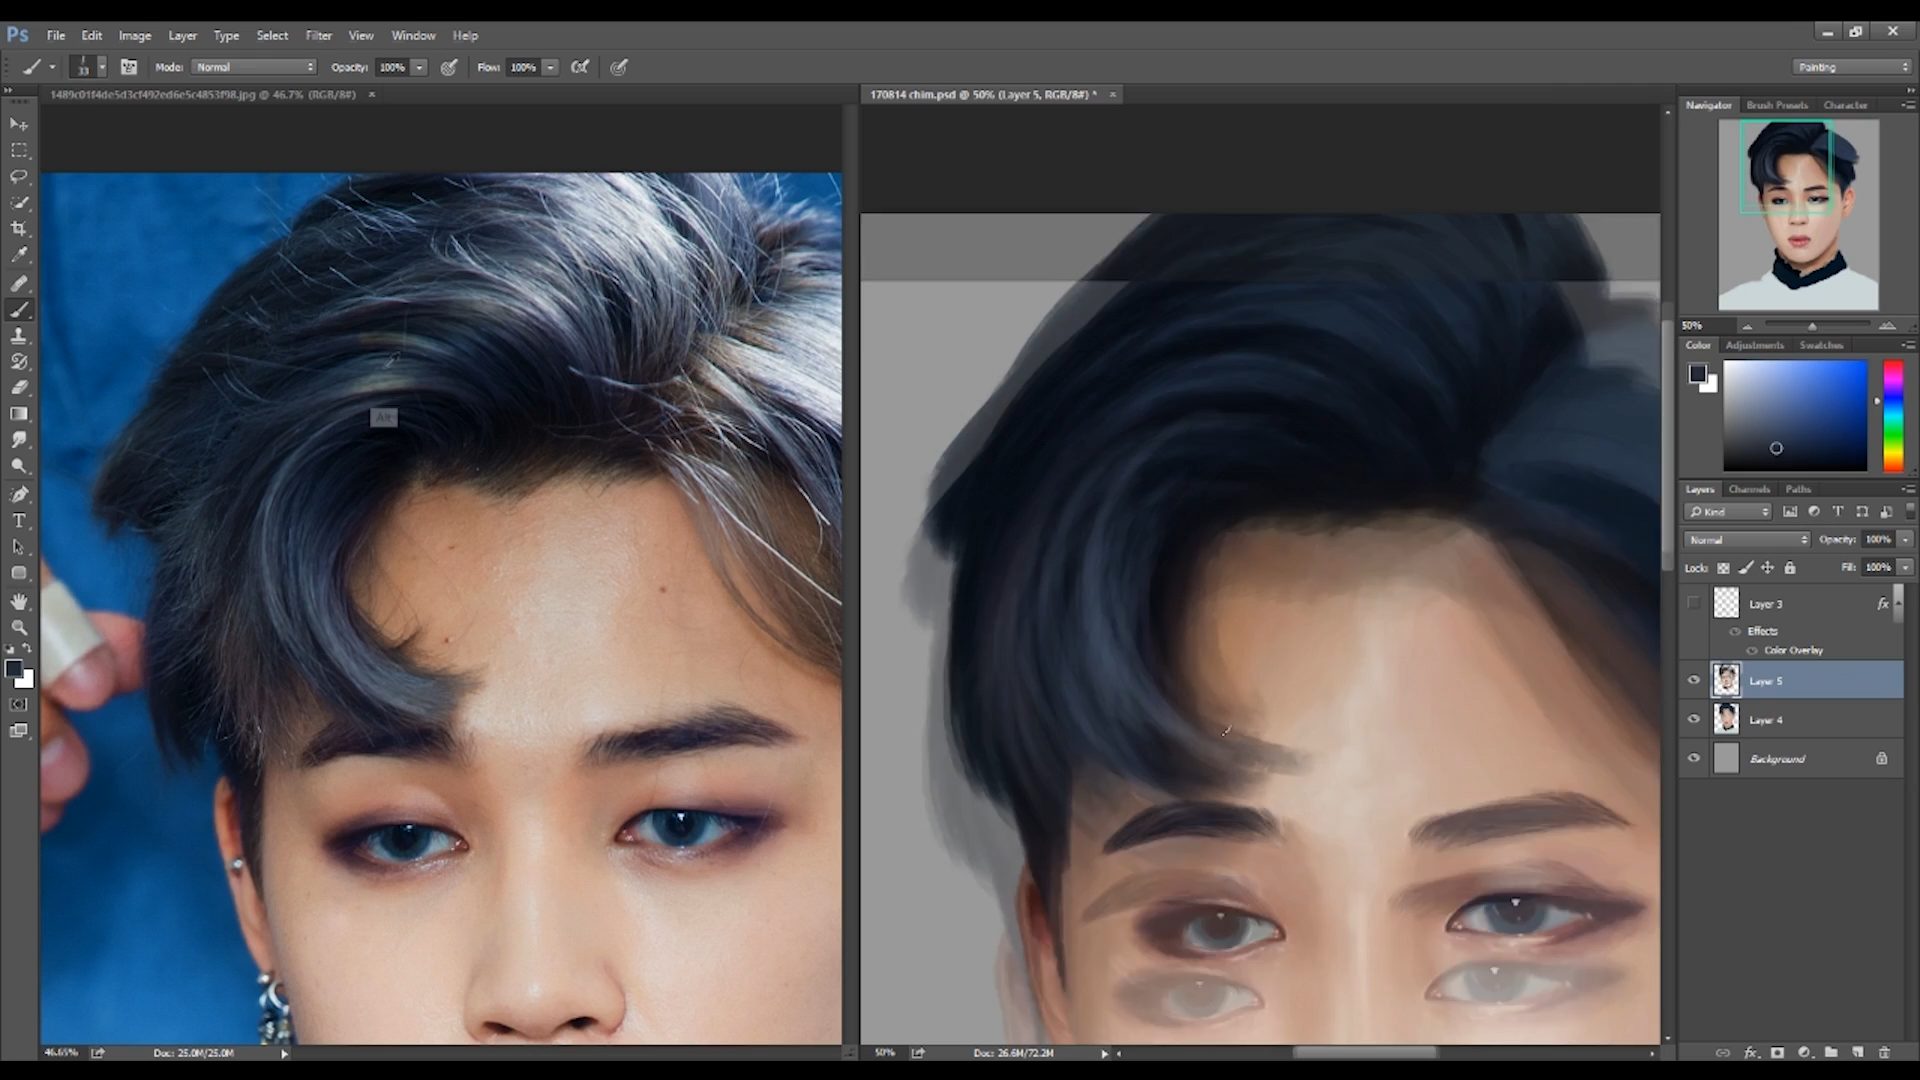 Ps File Edit Image Layer Type Select Filter View Window Help
33 Mode: Normal Opacity: 100% Flow: 100% Painting
1489c01f4de5d3cf492ed6e5c4853f98.jpg @ 46.7% (RGB/8#) ×
170814 chim.psd @ 50% (Layer 5, RGB/8#) * ×
Navigator Brush Presets Character
50%
Color Adjustments Swatches
Alt
Layers Channels Paths
Kind
Normal Opacity: 100%
Lock: Fill: 100%
Layer 3 fx
Effects
Color Overlay
Layer 5
Layer 4
Background
46.65% Doc: 25.0M/25.0M
50% Doc: 26.6M/72.2M
fx